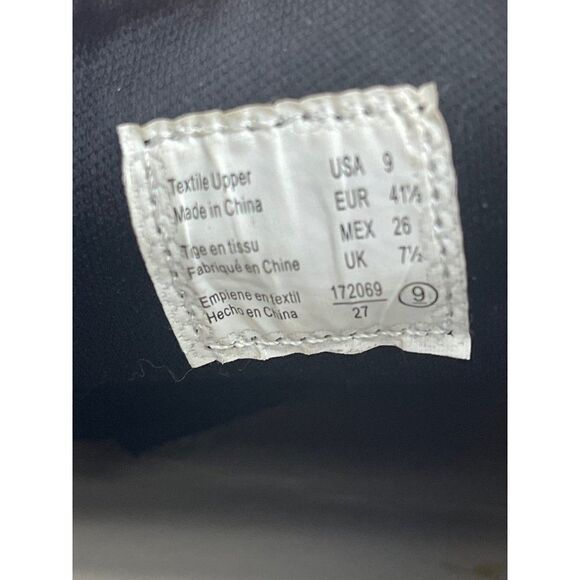 Textile Upper
Made in China
Tige en tissu
Fabriqué en Chine
Empiene en textil
Hecho en China
USA 9
EUR 41½
MEX 26
UK 7½
172069
27
9